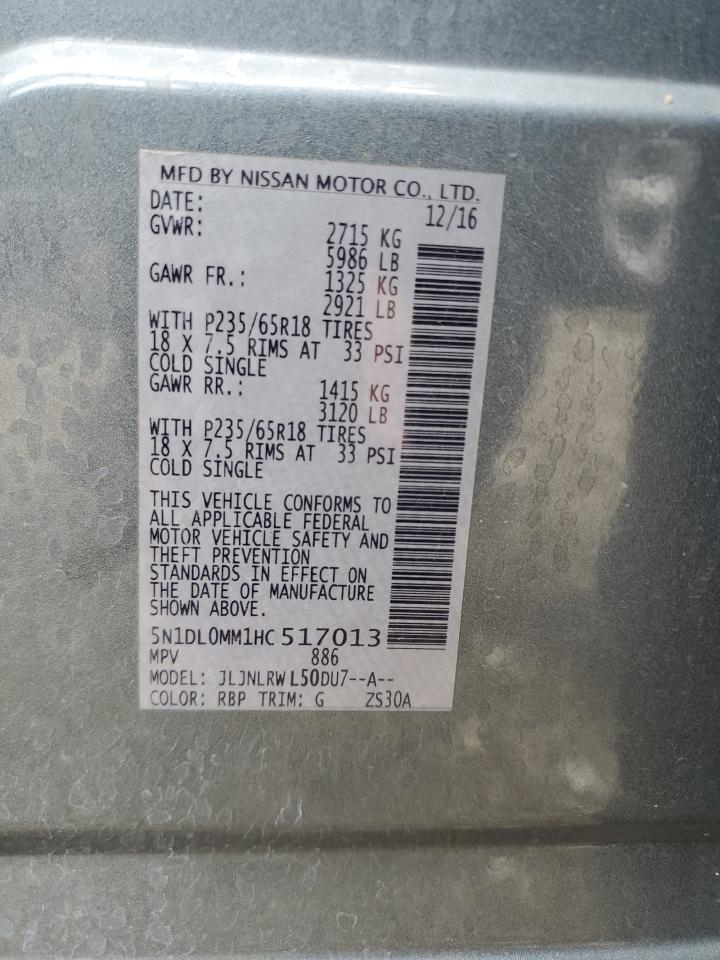 MFD BY NISSAN MOTOR CO., LTD.
DATE: 12/16
GVWR: 2715 KG
5986 LB
GAWR FR.: 1325 KG
2921 LB
WITH P235/65R18 TIRES
18 X 7.5 RIMS AT 33 PSI
COLD SINGLE
GAWR RR.: 1415 KG
3120 LB
WITH P235/65R18 TIRES
18 X 7.5 RIMS AT 33 PSI
COLD SINGLE
THIS VEHICLE CONFORMS TO
ALL APPLICABLE FEDERAL
MOTOR VEHICLE SAFETY AND
THEFT PREVENTION
STANDARDS IN EFFECT ON
THE DATE OF MANUFACTURE
SHOWN ABOVE.
5N1DL0MM1HC 517013
MPV 886
MODEL: JLJNLRW L50DU7--A--
COLOR: RBP TRIM: G ZS30A